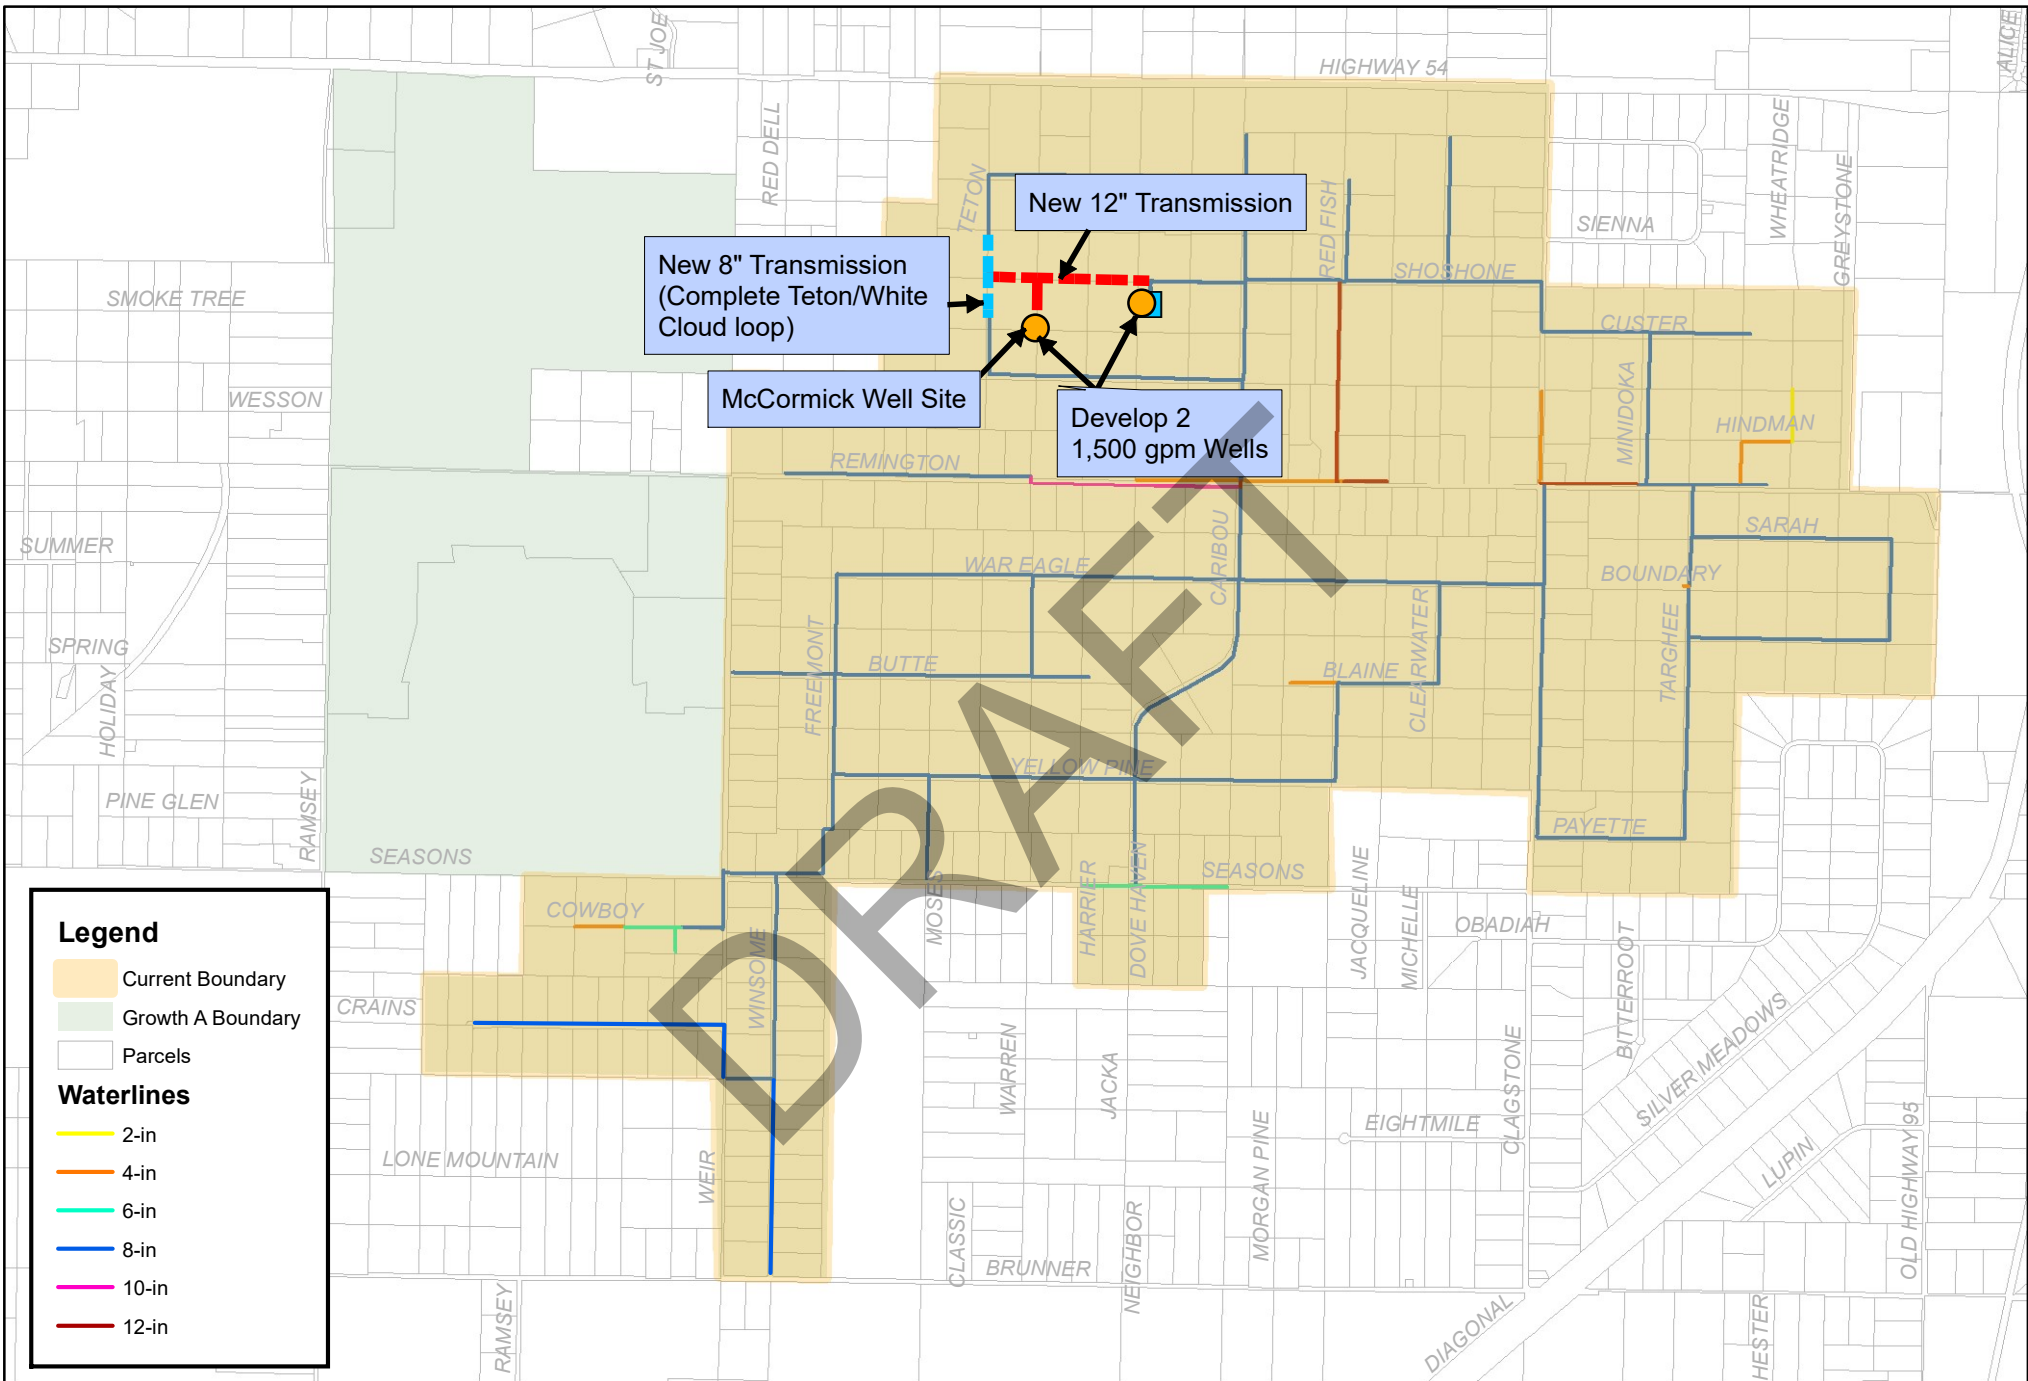 HIGHWAY 54
ST JOE
ALICE
RED DELL
WHEATRIDGE
GREYSTONE
TETON
RED FISH
SIENNA
SHOSHONE
New 12" Transmission
New 8" Transmission
(Complete Teton/White
Cloud loop)
SMOKE TREE
CUSTER
McCormick Well Site
Develop 2
1,500 gpm Wells
WESSON
MINIDOKA
HINDMAN
REMINGTON
SUMMER
SARAH
WAR EAGLE
CARIBOU
BOUNDARY
SPRING
HOLIDAY
FREEMONT
BUTTE
BLAINE
CLEARWATER
TARGHEE
YELLOW PINE
PINE GLEN
RAMSEY
PAYETTE
SEASONS
SEASONS
DRAFT
COWBOY
MOSES
HARRIER
DOVE HAVEN
JACQUELINE
MICHELLE
OBADIAH
BITTERROOT
WINSOME
CRAINS
WARREN
JACKA
CLAGSTONE
SILVER MEADOWS
EIGHTMILE
MORGAN PINE
LUPIN
OLD HIGHWAY 95
LONE MOUNTAIN
WEIR
CLASSIC
NEIGHBOR
BRUNNER
RAMSEY
DIAGONAL
HESTER
Legend
Current Boundary
Growth A Boundary
Parcels
Waterlines
2-in
4-in
6-in
8-in
10-in
12-in